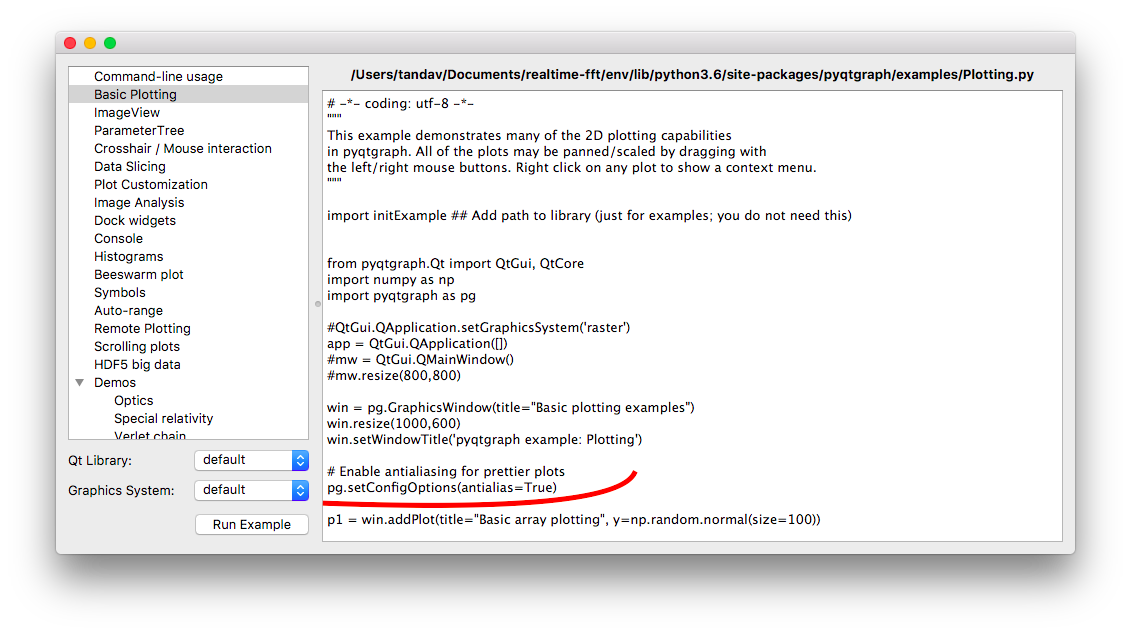 /Users/tandav/Documents/realtime-fft/env/lib/python3.6/site-packages/pyqtgraph/examples/Plotting.py
Command-line usage
Basic Plotting
ImageView
ParameterTree
Crosshair / Mouse interaction
Data Slicing
Plot Customization
Image Analysis
Dock widgets
Console
Histograms
Beeswarm plot
Symbols
Auto-range
Remote Plotting
Scrolling plots
HDF5 big data
Demos
Optics
Special relativity
Verlet chain
Qt Library:
default
Graphics System:
default
Run Example
# -*- coding: utf-8 -*-
"""
This example demonstrates many of the 2D plotting capabilities
in pyqtgraph. All of the plots may be panned/scaled by dragging with
the left/right mouse buttons. Right click on any plot to show a context menu.
"""
import initExample ## Add path to library (just for examples; you do not need this)
from pyqtgraph.Qt import QtGui, QtCore
import numpy as np
import pyqtgraph as pg
#QtGui.QApplication.setGraphicsSystem('raster')
app = QtGui.QApplication([])
#mw = QtGui.QMainWindow()
#mw.resize(800,800)
win = pg.GraphicsWindow(title="Basic plotting examples")
win.resize(1000,600)
win.setWindowTitle('pyqtgraph example: Plotting')
# Enable antialiasing for prettier plots
pg.setConfigOptions(antialias=True)
p1 = win.addPlot(title="Basic array plotting", y=np.random.normal(size=100))